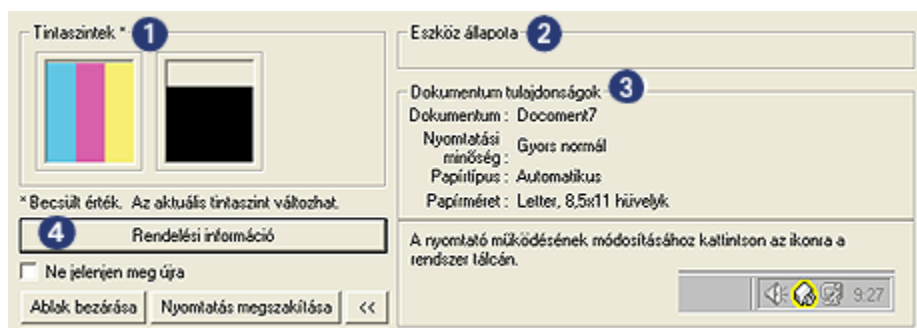 Tintaszintek * 1
* Becsült érték. Az aktuális tintaszint változhat.
4 Rendelési információ
Ne jelenjen meg újra
Ablak bezárása Nyomtatás megszakítása <<
Eszköz állapota 2
Dokumentum tulajdonságok 3
Dokumentum : Docoment7
Nyomtatási
minőség : Gyors normál
Papírtípus : Automatikus
Papírméret : Letter, 8,5x11 hüvelyk
A nyomtató működésének módosításához kattintson az ikonra a
rendszer tálcán.
9:27